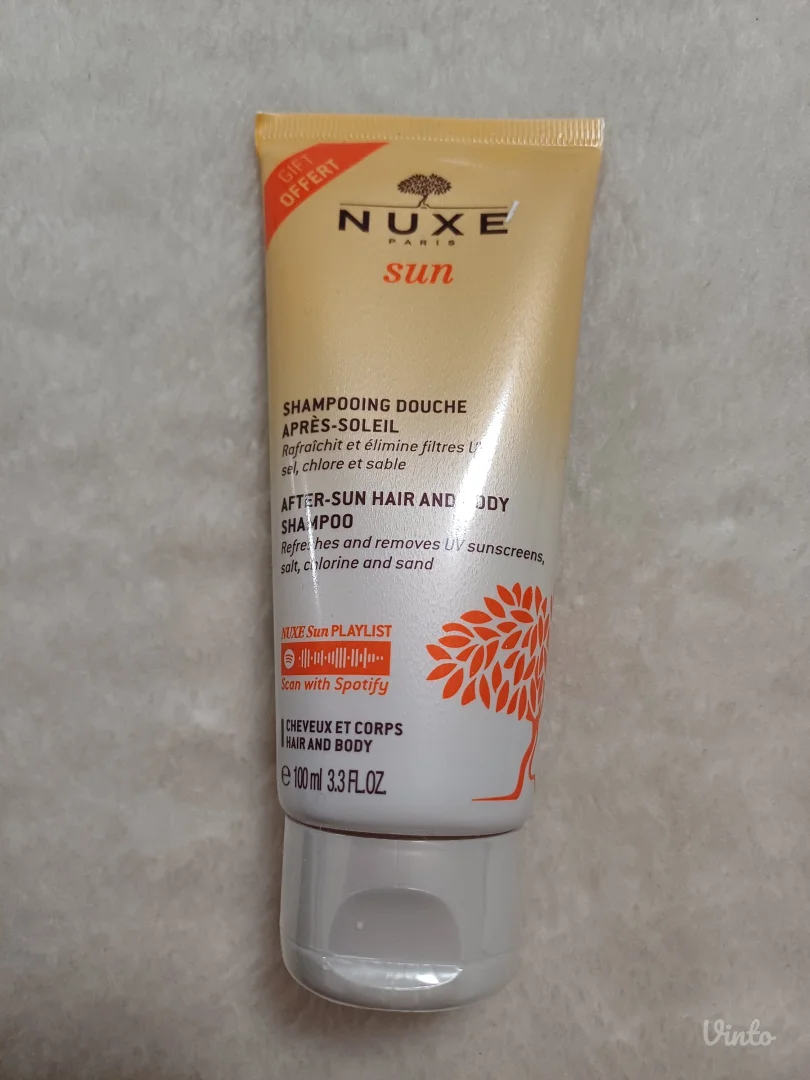 GIFT
OFFERT
NUXE
PARIS
sun
SHAMPOOING DOUCHE
APRÈS-SOLEIL
Rafraîchit et élimine filtres
sel, chlore et sable
AFTER-SUN HAIR AND BODY
SHAMPOO
Refreshes and removes UV sunscreens,
salt, chlorine and sand
NUXE Sun PLAYLIST
Scan with Spotify
CHEVEUX ET CORPS
HAIR AND BODY
℮ 100 ml 3.3 FL.OZ.
Vinto